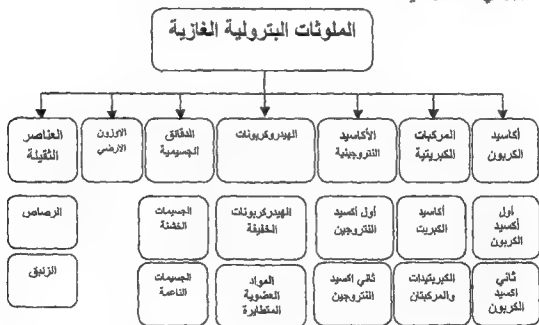 الملوثات البترولية الغازية
أكاسيد
الكربون
المركبات
الكبريتية
الأكاسيد
النتروجينية
الهيدروكربونات
الدقائق
الجسيمية
الاوزون
الارضي
العناصر
الثقيلة
أول
أكسيد
الكربون
أكاسيد
الكبريت
أول أكسيد
النتروجين
الهيدركربونات
الخفيفة
الجسيمات
الخشنة
الرصاص
ثاني
اكسيد
الكربون
الكبريتيدات
والمركبتان
ثاني اكسيد
النتروجين
المواد
العضوية
المتطايرة
الجسيمات
الناعمة
الزئبق